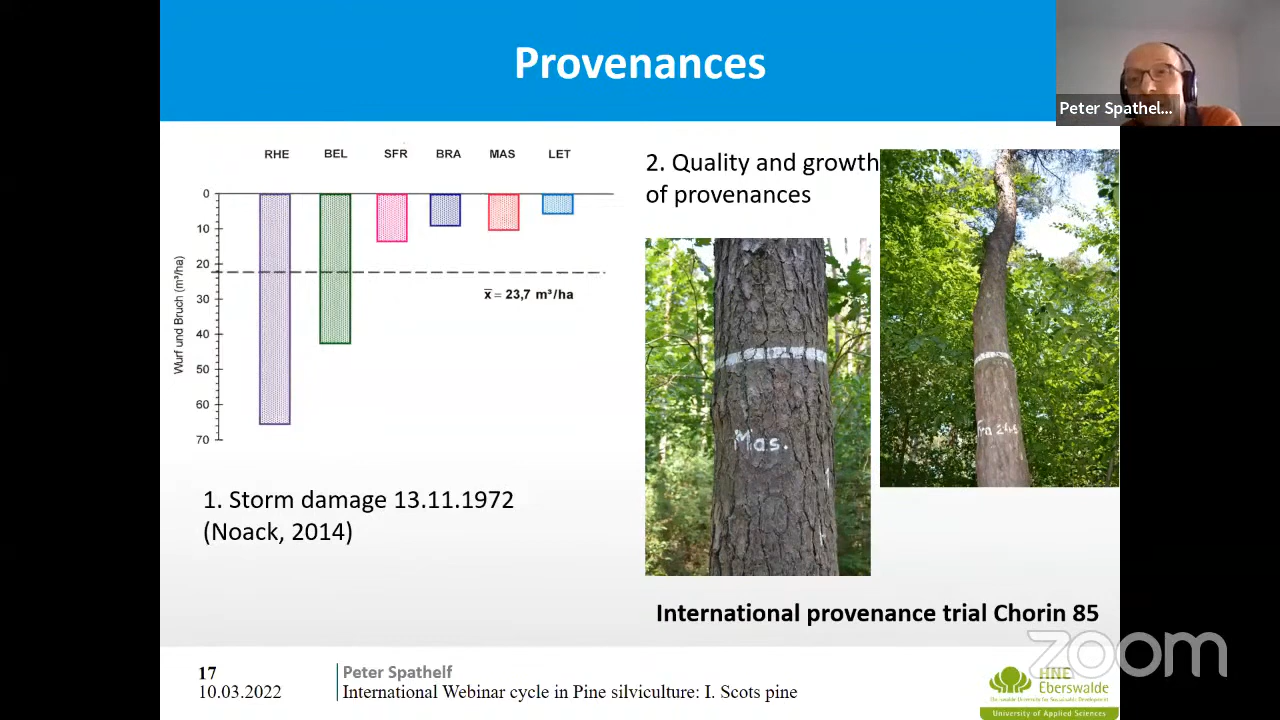 Provenances
Peter Spathel...
RHE BEL SFR BRA MAS LET
0
10
20
30
40
50
60
70
Wurf und Bruch (m³/ha)
x̅ = 23,7 m³/ha
1. Storm damage 13.11.1972
(Noack, 2014)
2. Quality and growth
of provenances
Mas.
International provenance trial Chorin 85
zoom
17
10.03.2022
Peter Spathelf
International Webinar cycle in Pine silviculture: I. Scots pine
HNE
Eberswalde
University of Applied Sciences